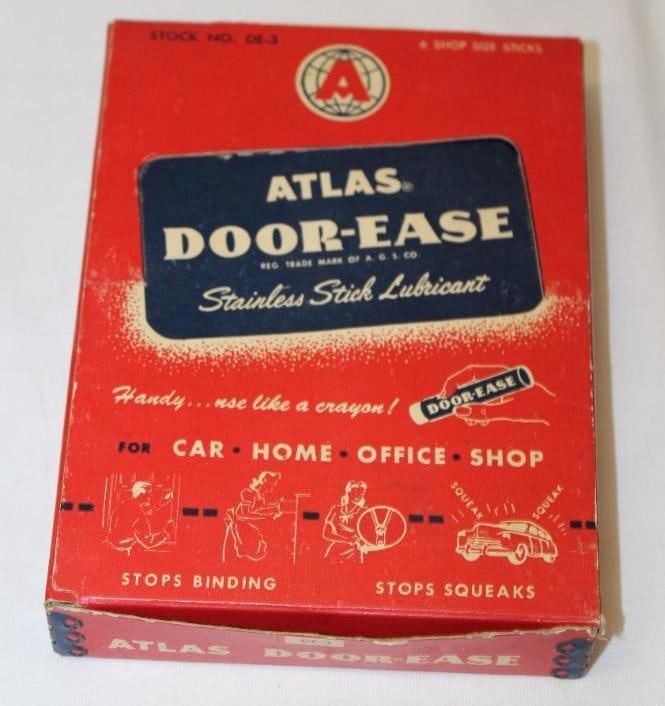 STOCK NO. DE-3
6 SHOP SIZE STICKS
A
ATLAS®
DOOR-EASE
REG. TRADE MARK OF A. G. S. CO.
Stainless Stick Lubricant
Handy...use like a crayon!
DOOR-EASE
FOR CAR • HOME • OFFICE • SHOP
SQUEAK SQUEAK
STOPS BINDING
STOPS SQUEAKS
ATLAS DOOR-EASE